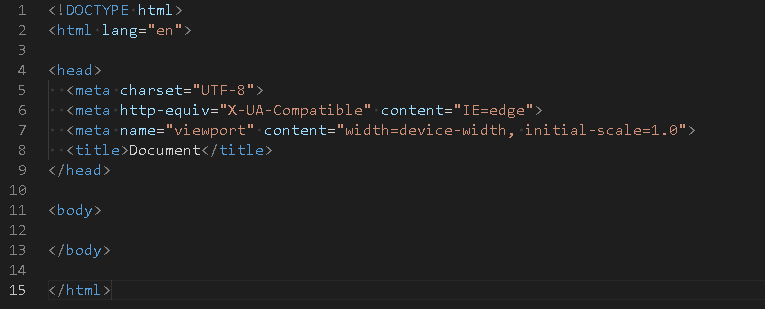 1 <!DOCTYPE html>
2 <html lang="en">
3
4 <head>
5   <meta charset="UTF-8">
6   <meta http-equiv="X-UA-Compatible" content="IE=edge">
7   <meta name="viewport" content="width=device-width, initial-scale=1.0">
8   <title>Document</title>
9 </head>
10
11 <body>
12
13 </body>
14
15 </html>